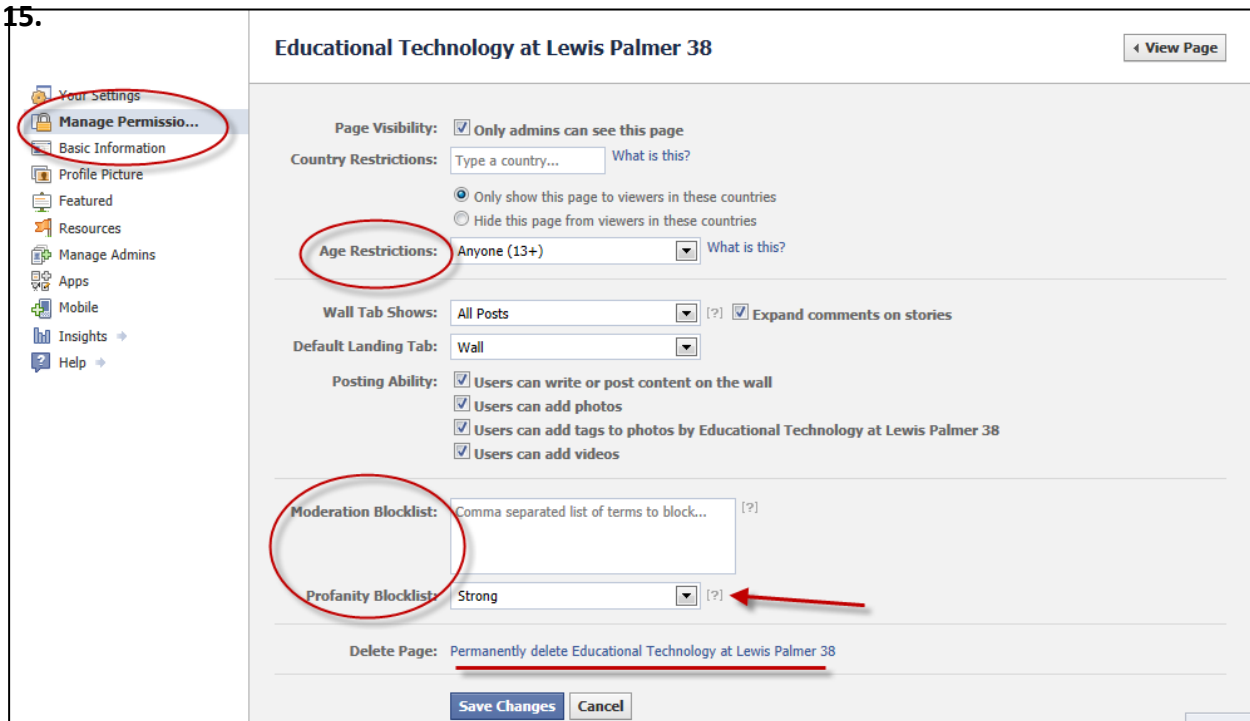 15.
Educational Technology at Lewis Palmer 38
View Page
Your Settings
Manage Permissio...
Basic Information
Profile Picture
Featured
Resources
Manage Admins
Apps
Mobile
Insights
Help
Page Visibility: Only admins can see this page
Country Restrictions: Type a country... What is this?
Only show this page to viewers in these countries
Hide this page from viewers in these countries
Age Restrictions: Anyone (13+) What is this?
Wall Tab Shows: All Posts [?] Expand comments on stories
Default Landing Tab: Wall
Posting Ability: Users can write or post content on the wall
Users can add photos
Users can add tags to photos by Educational Technology at Lewis Palmer 38
Users can add videos
Moderation Blocklist: Comma separated list of terms to block... [?]
Profanity Blocklist: Strong [?]
Delete Page: Permanently delete Educational Technology at Lewis Palmer 38
Save Changes Cancel